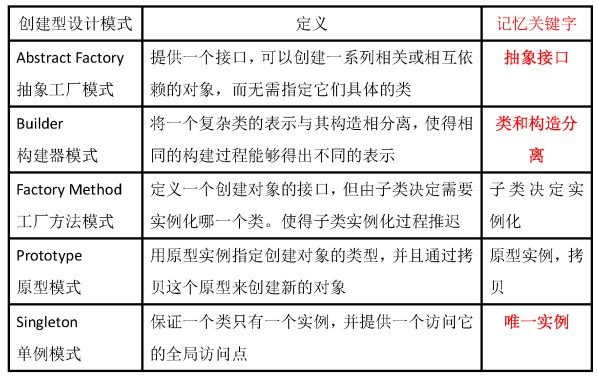 创建型设计模式 定义 记忆关键字
Abstract Factory
抽象工厂模式
提供一个接口，可以创建一系列相关或相互依
赖的对象，而无需指定它们具体的类
抽象接口
Builder
构建器模式
将一个复杂类的表示与其构造相分离，使得相
同的构建过程能够得出不同的表示
类和构造分
离
Factory Method
工厂方法模式
定义一个创建对象的接口，但由子类决定需要
实例化哪一个类。使得子类实例化过程推迟
子类决定实
例化
Prototype
原型模式
用原型实例指定创建对象的类型，并且通过拷
贝这个原型来创建新的对象
原型实例，拷
贝
Singleton
单例模式
保证一个类只有一个实例，并提供一个访问它
的全局访问点
唯一实例